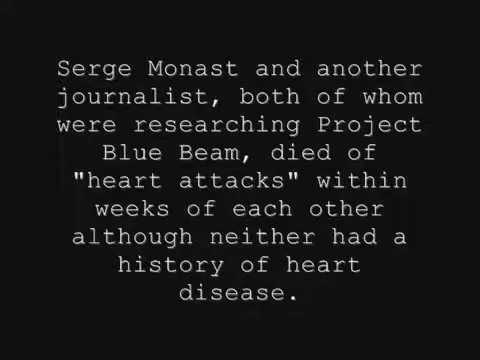 Serge Monast and another
journalist, both of whom
were researching Project
Blue Beam, died of
"heart attacks" within
weeks of each other
although neither had a
history of heart
disease.